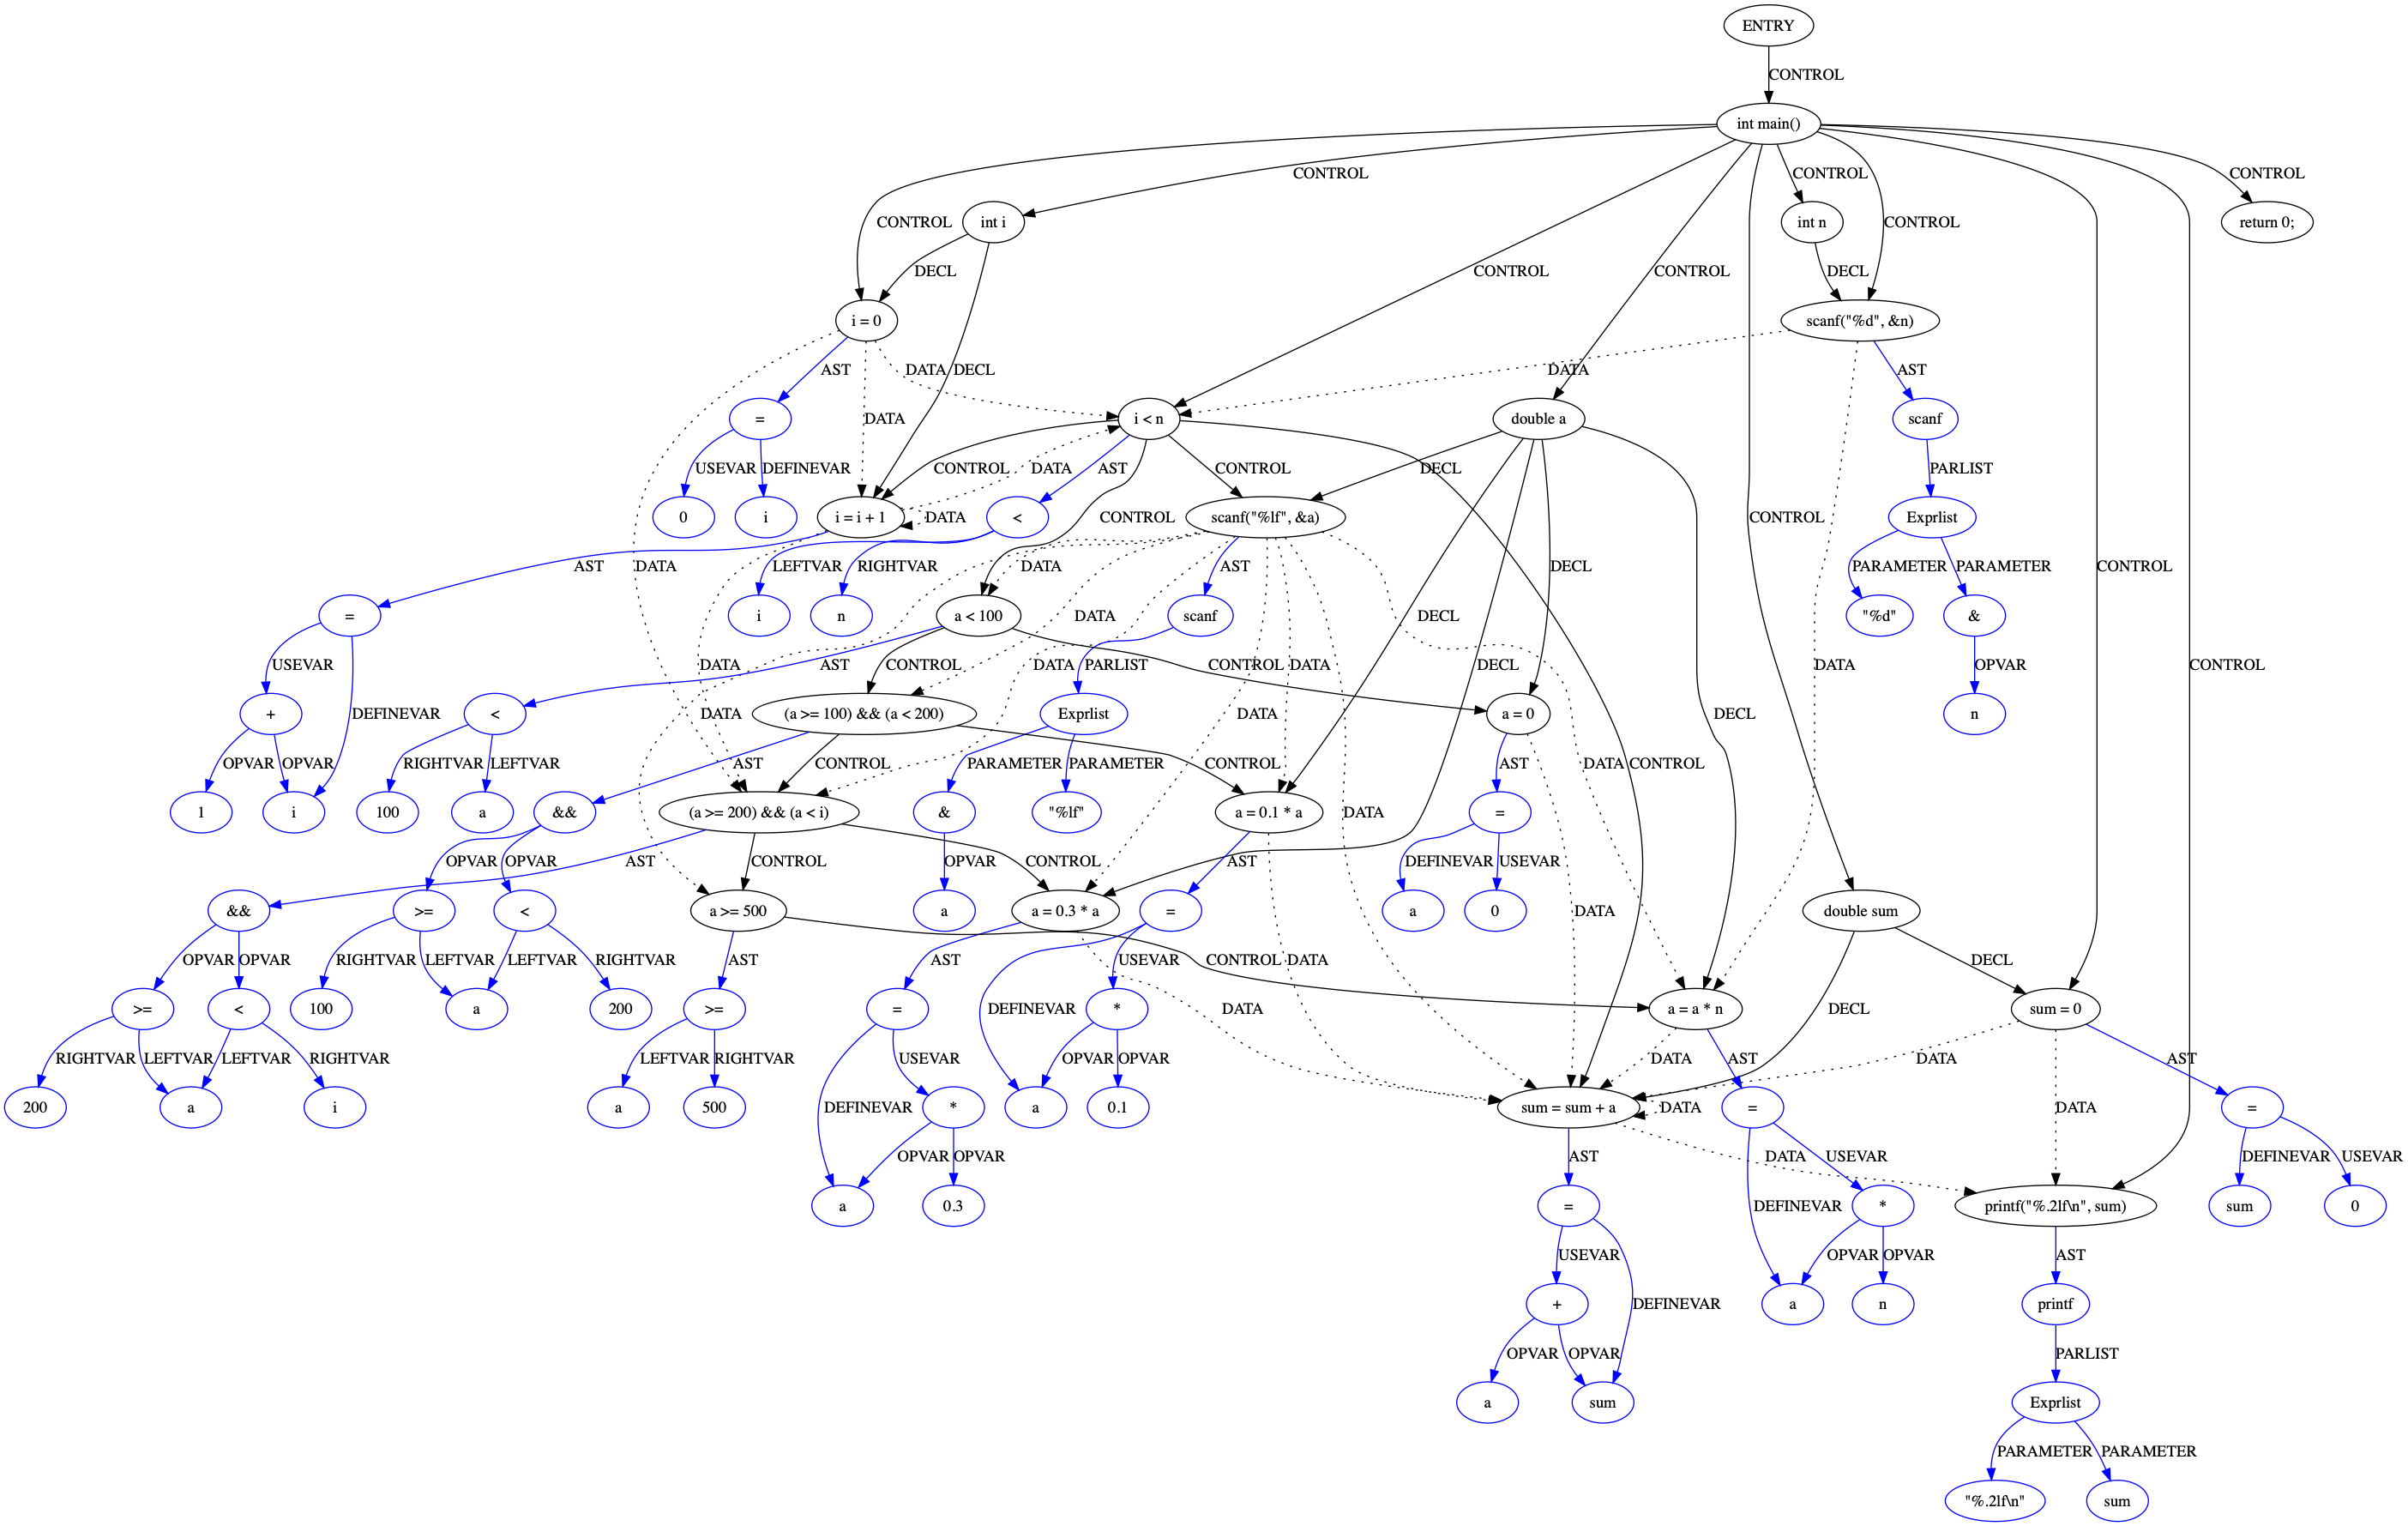 ENTRY
CONTROL
int main()
CONTROL
CONTROL
CONTROL
int i
int n
return 0;
CONTROL
CONTROL
DECL
CONTROL
CONTROL
DECL
i = 0
scanf("%d", &n)
AST
DATA
DECL
DATA
AST
=
i < n
double a
scanf
USEVAR
DEFINEVAR
DATA
CONTROL
DATA
AST
CONTROL
DECL
PARLIST
0
i
i = i + 1
DATA
<
scanf("%lf", &a)
CONTROL
CONTROL
Exprlist
AST
DATA
LEFTVAR
RIGHTVAR
DATA
AST
DECL
PARAMETER
PARAMETER
CONTROL
=
i
n
a < 100
DATA
scanf
DECL
"%d"
&
USEVAR
DATA
AST
CONTROL
DATA
PARLIST
CONTROL
DATA
DECL
DATA
OPVAR
CONTROL
+
DEFINEVAR
<
DATA
(a >= 100) && (a < 200)
Exprlist
DATA
a = 0
DECL
n
OPVAR
OPVAR
RIGHTVAR
LEFTVAR
AST
CONTROL
PARAMETER
PARAMETER
CONTROL
AST
DATA
CONTROL
1
i
100
a
&&
(a >= 200) && (a < i)
&
"%lf"
a = 0.1 * a
DATA
=
OPVAR
OPVAR
AST
CONTROL
OPVAR
CONTROL
AST
DEFINEVAR
USEVAR
&&
>=
<
a >= 500
a
a = 0.3 * a
=
a
0
DATA
double sum
OPVAR
OPVAR
RIGHTVAR
LEFTVAR
LEFTVAR
RIGHTVAR
AST
AST
USEVAR
CONTROL
DATA
DECL
>=
<
100
a
200
>=
=
DEFINEVAR
*
DATA
a = a * n
DECL
sum = 0
RIGHTVAR
LEFTVAR
LEFTVAR
RIGHTVAR
LEFTVAR
RIGHTVAR
USEVAR
OPVAR
OPVAR
DATA
AST
DATA
AST
200
a
i
a
500
DEFINEVAR
*
a
0.1
sum = sum + a
DATA
=
DATA
=
OPVAR
OPVAR
AST
DATA
USEVAR
DEFINEVAR
USEVAR
a
0.3
=
DEFINEVAR
*
printf("%.2lf\n", sum)
sum
0
USEVAR
OPVAR
OPVAR
AST
+
DEFINEVAR
a
n
printf
OPVAR
OPVAR
PARLIST
a
sum
Exprlist
PARAMETER
PARAMETER
"%.2lf\n"
sum